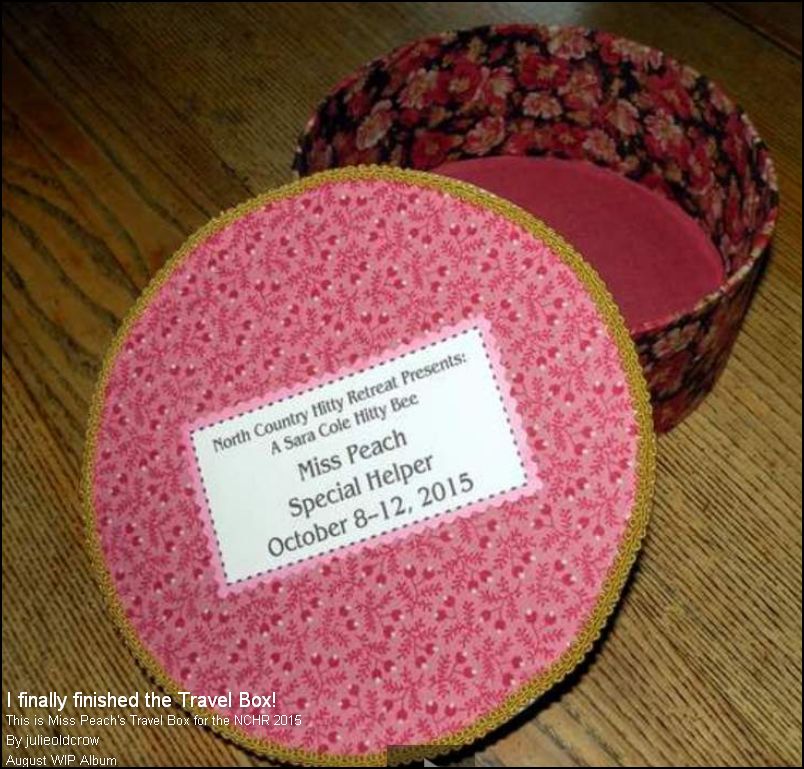 North Country Hitty Retreat Presents:
A Sara Cole Hitty Bee
Miss Peach
Special Helper
October 8-12, 2015
I finally finished the Travel Box!
This is Miss Peach's Travel Box for the NCHR 2015
By julieoldcrow
August WIP Album